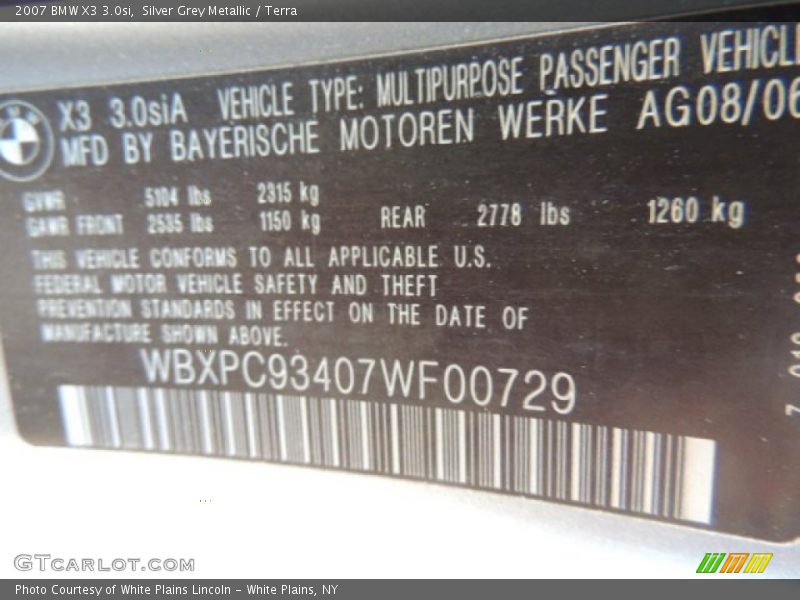 2007 BMW X3 3.0si, Silver Grey Metallic / Terra
X3 3.0siA VEHICLE TYPE: MULTIPURPOSE PASSENGER VEHICLE
MFD BY BAYERISCHE MOTOREN WERKE AG08/06
GVWR 5104 lbs 2315 kg
GAWR FRONT 2535 lbs 1150 kg REAR 2778 lbs 1260 kg
THIS VEHICLE CONFORMS TO ALL APPLICABLE U.S.
FEDERAL MOTOR VEHICLE SAFETY AND THEFT
PREVENTION STANDARDS IN EFFECT ON THE DATE OF
MANUFACTURE SHOWN ABOVE.
WBXPC93407WF00729
GTCARLOT.COM
Photo Courtesy of White Plains Lincoln - White Plains, NY